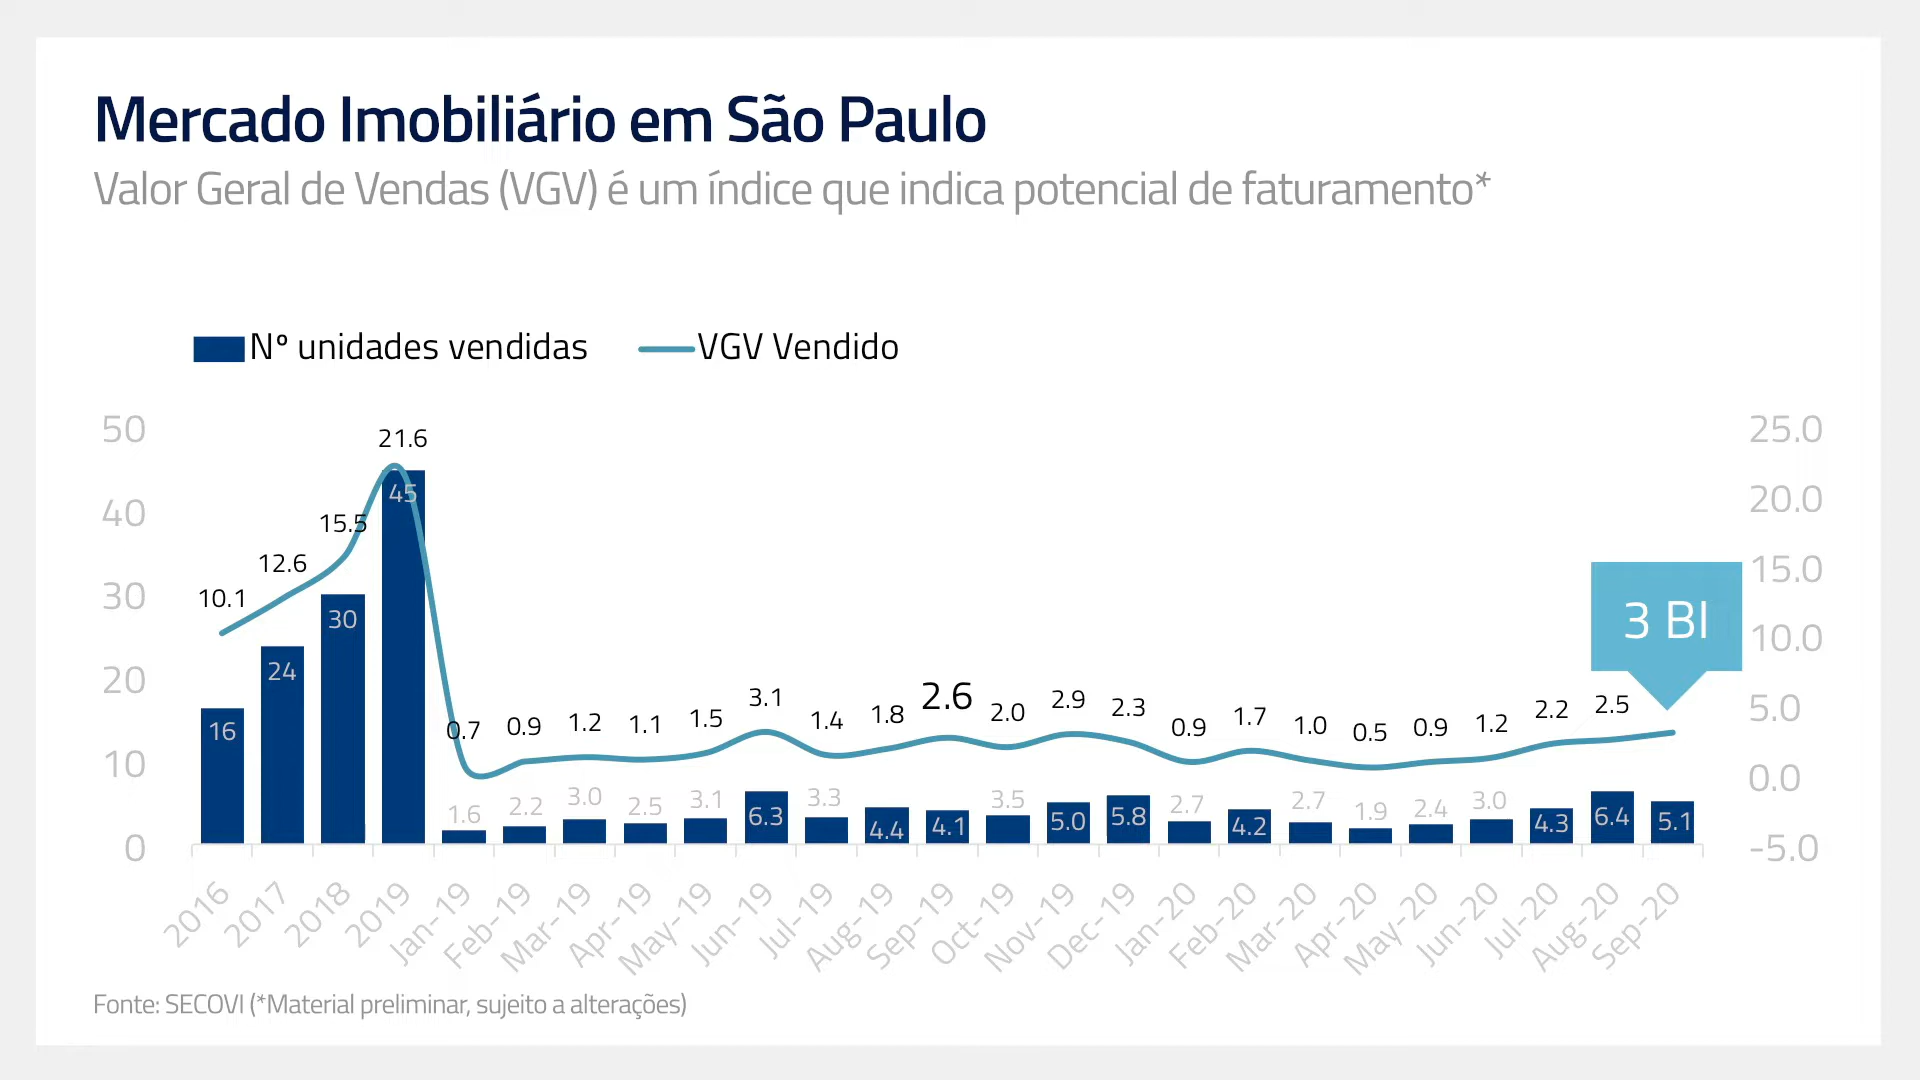 Mercado Imobiliário em São Paulo
Valor Geral de Vendas (VGV) é um índice que indica potencial de faturamento*
Nº unidades vendidas VGV Vendido
50 40 30 20 10 0
25.0 20.0 15.0 10.0 5.0 0.0 -5.0
10.1 12.6 15.5 21.6 0.7 0.9 1.2 1.1 1.5 3.1 1.4 1.8 2.6 2.0 2.9 2.3 0.9 1.7 1.0 0.5 0.9 1.2 2.2 2.5
3 BI
16 24 30 45 1.6 2.2 3.0 2.5 3.1 6.3 3.3 4.4 4.1 3.5 5.0 5.8 2.7 4.2 2.7 1.9 2.4 3.0 4.3 6.4 5.1
2016 2017 2018 2019 Jan-19 Feb-19 Mar-19 Apr-19 May-19 Jun-19 Jul-19 Aug-19 Sep-19 Oct-19 Nov-19 Dec-19 Jan-20 Feb-20 Mar-20 Apr-20 May-20 Jun-20 Jul-20 Aug-20 Sep-20
Fonte: SECOVI (*Material preliminar, sujeito a alterações)